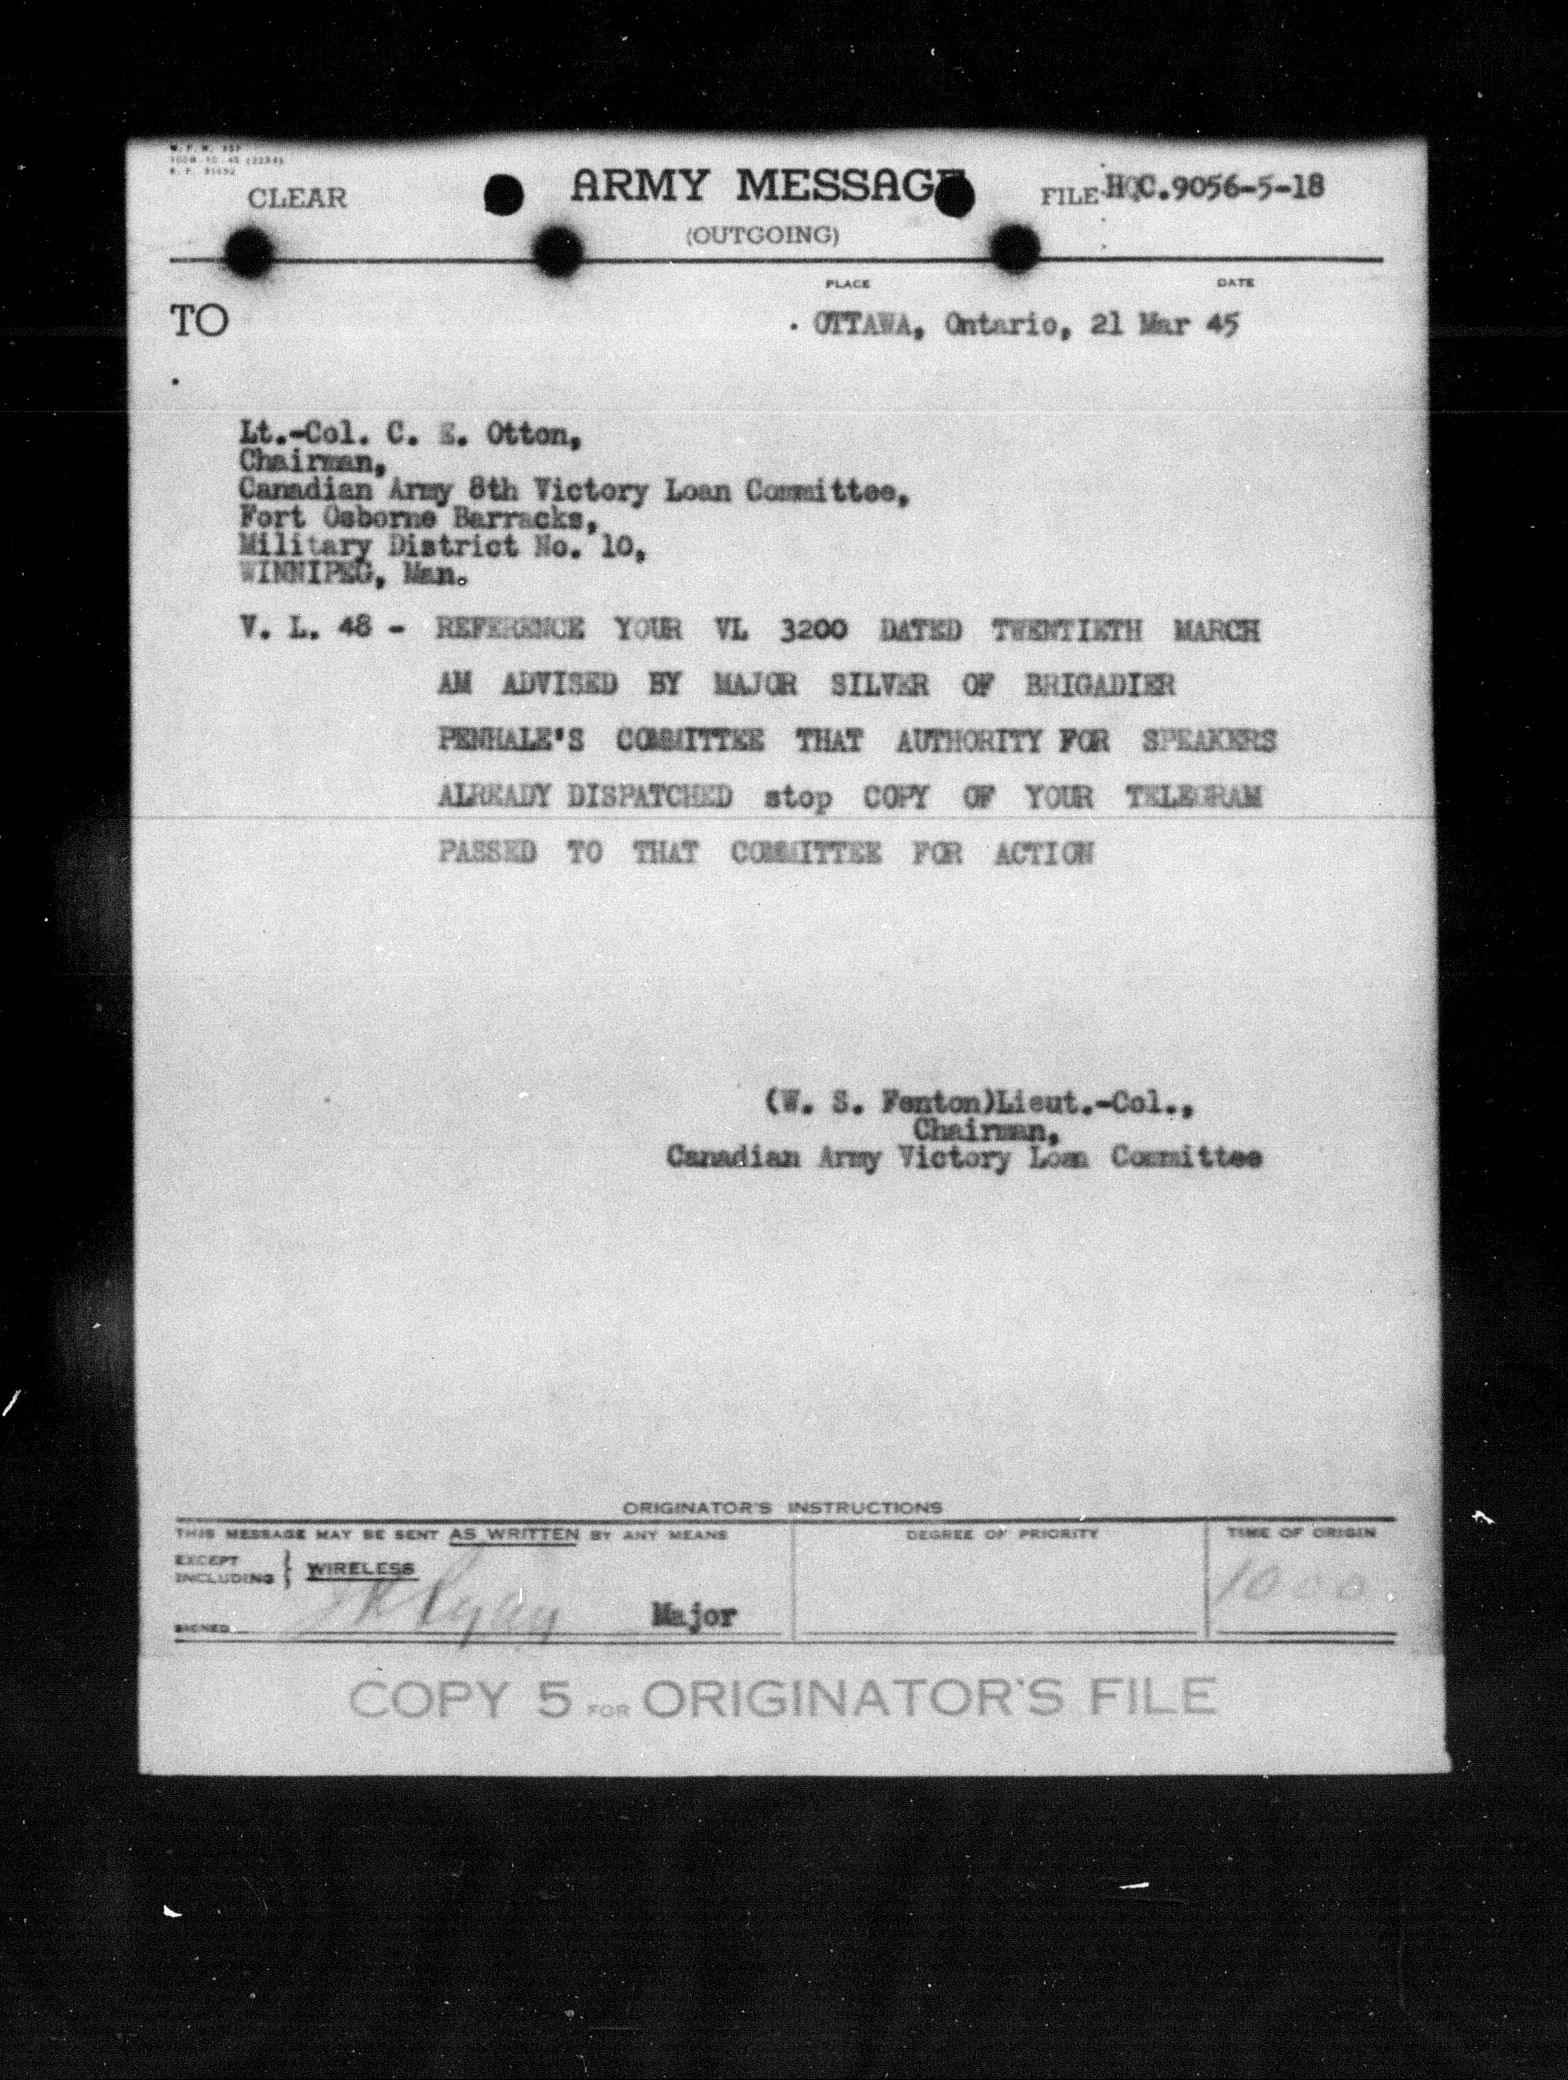 CLEAR
ARMY MESSAGE
FILE HQC.9056-5-18
(OUTGOING)
PLACE
DATE
TO
OTTAWA, Ontario, 21 Mar 45
Lt.-Col. C. E. Otton,
Chairman,
Canadian Army 8th Victory Loan Committee,
Fort Osborne Barracks,
Military District No. 10,
WINNIPEG, Man.
V. L. 48 - REFERENCE YOUR VL 3200 DATED TWENTIETH MARCH
AM ADVISED BY MAJOR SILVER OF BRIGADIER
PENHALE'S COMMITTEE THAT AUTHORITY FOR SPEAKERS
ALREADY DISPATCHED stop COPY OF YOUR TELEGRAM
PASSED TO THAT COMMITTEE FOR ACTION
(W. S. Fenton)Lieut.-Col.,
Chairman,
Canadian Army Victory Loan Committee
ORIGINATOR'S INSTRUCTIONS
THIS MESSAGE MAY BE SENT AS WRITTEN BY ANY MEANS
DEGREE OF PRIORITY
TIME OF ORIGIN
EXCEPT
INCLUDING } WIRELESS
1000
SIGNED Ryan Major
COPY 5 FOR ORIGINATOR'S FILE